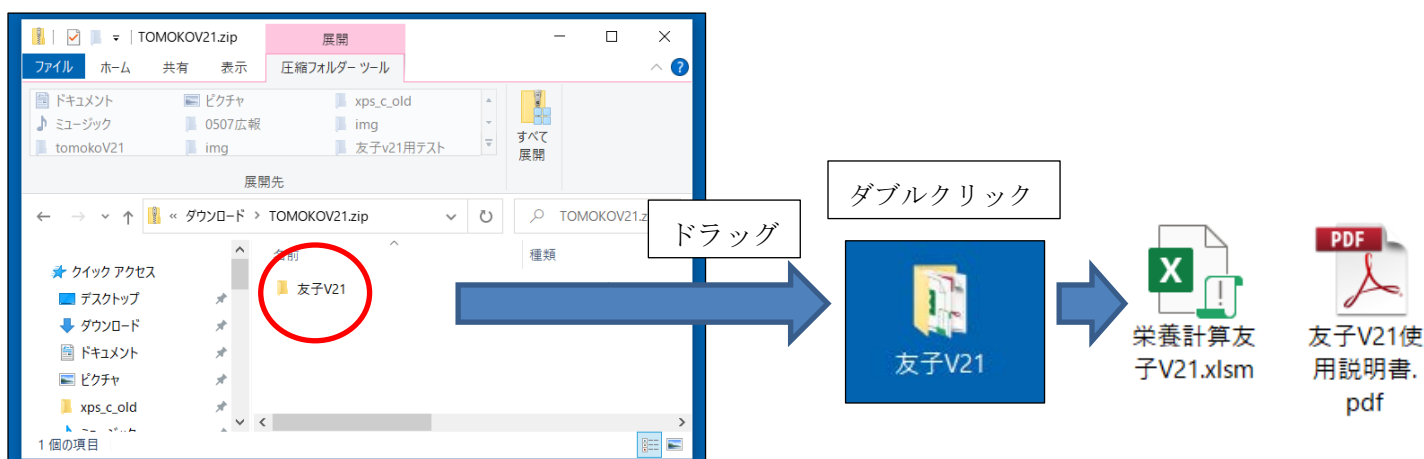 TOMOKOV21.zip
展開
ファイル ホーム 共有 表示 圧縮フォルダー ツール
ドキュメント ピクチャ xps_c_old
ミュージック 0507広報 img
tomokoV21 img 友子v21用テスト
すべて
展開
展開先
« ダウンロード > TOMOKOV21.zip
TOMOKOV21.z
名前 種類
クイック アクセス
デスクトップ
ダウンロード
ドキュメント
ピクチャ
xps_c_old
友子V21
1 個の項目
ドラッグ
ダブルクリック
友子V21
栄養計算友
子V21.xlsm
PDF
友子V21使
用説明書.
pdf